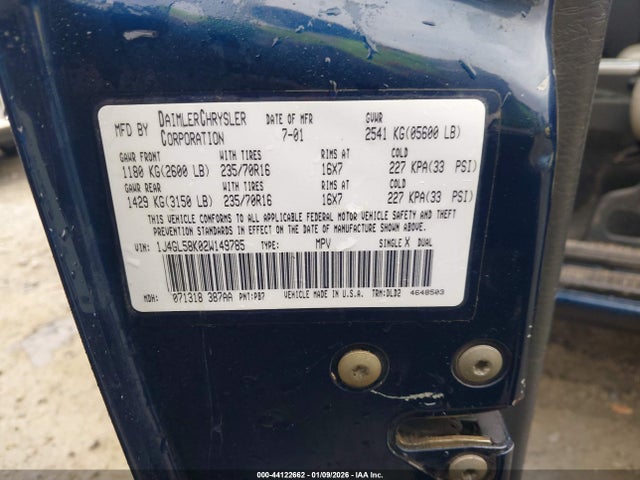 MFD BY DAIMLERCHRYSLER CORPORATION DATE OF MFR 7-01 GVWR 2541 KG(05600 LB)
GAWR FRONT WITH TIRES RIMS AT COLD
1180 KG(2600 LB) 235/70R16 16X7 227 KPA(33 PSI)
GAWR REAR WITH TIRES RIMS AT COLD
1429 KG(3150 LB) 235/70R16 16X7 227 KPA(33 PSI)
THIS VEHICLE CONFORMS TO ALL APPLICABLE FEDERAL MOTOR VEHICLE SAFETY AND THEFT
PREVENTION STANDARDS IN EFFECT ON THE DATE OF MANUFACTURE SHOWN ABOVE.
VIN: 1J4GL58K02W149785 TYPE: MPV SINGLE X DUAL
MDH: 071318 387AA PNT:PB7 VEHICLE MADE IN U.S.A. TRM:DLD2 4648503
000-44122662 - 01/09/2026 - IAA Inc.